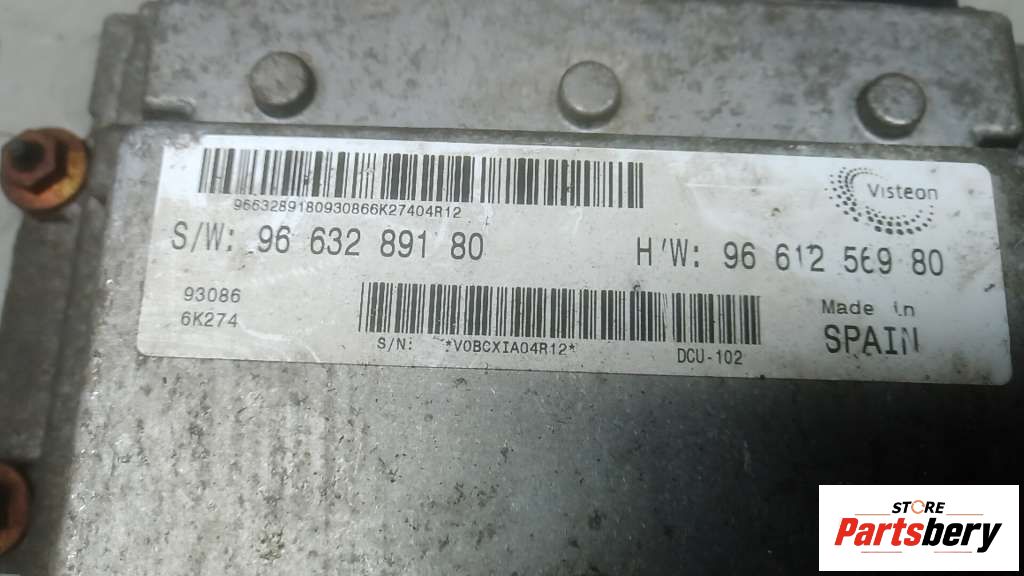 9663289180930866K27404R12
Visteon
S/W: 96 632 891 80
H/W: 96 612 569 80
93086
6K274
Made in
SPAIN
S/N: *V0BCXIA04R12*
DCU-102
STORE
Partsbery